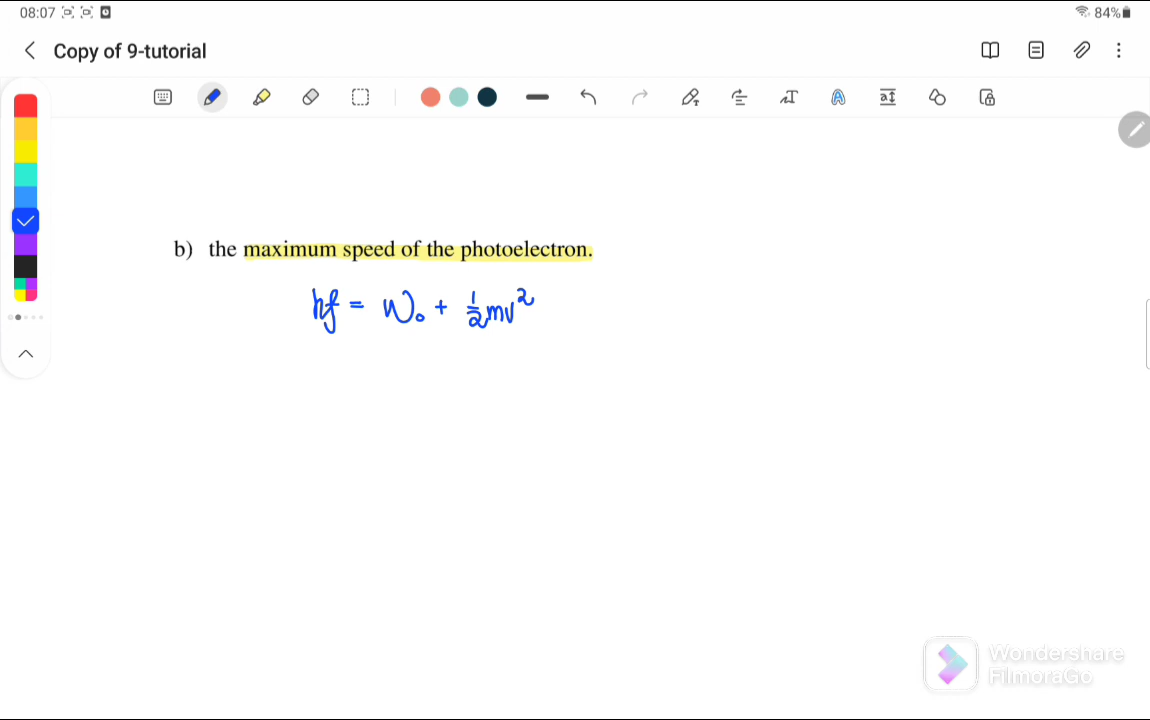 08:07 84%
Copy of 9-tutorial
b) the maximum speed of the photoelectron.
hf = W₀ + ½mv²
Wondershare
FilmoraGo